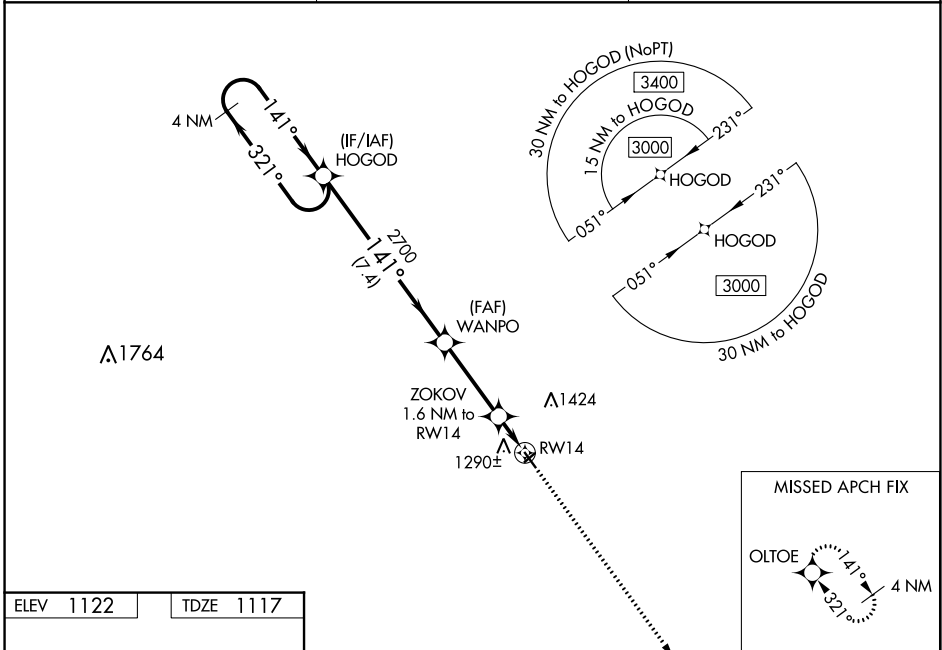 30 NM to HOGOD (NoPT)
3400
15 NM to HOGOD
3000
231°
HOGOD
051°
231°
HOGOD
051°
3000
30 NM to HOGOD
4 NM
141°
321°
(IF/IAF)
HOGOD
2700
141°
(7.4)
(FAF)
WANPO
1764
ZOKOV
1.6 NM to
RW14
1424
1290±
RW14
MISSED APCH FIX
OLTOE
141°
321°
4 NM
ELEV 1122
TDZE 1117